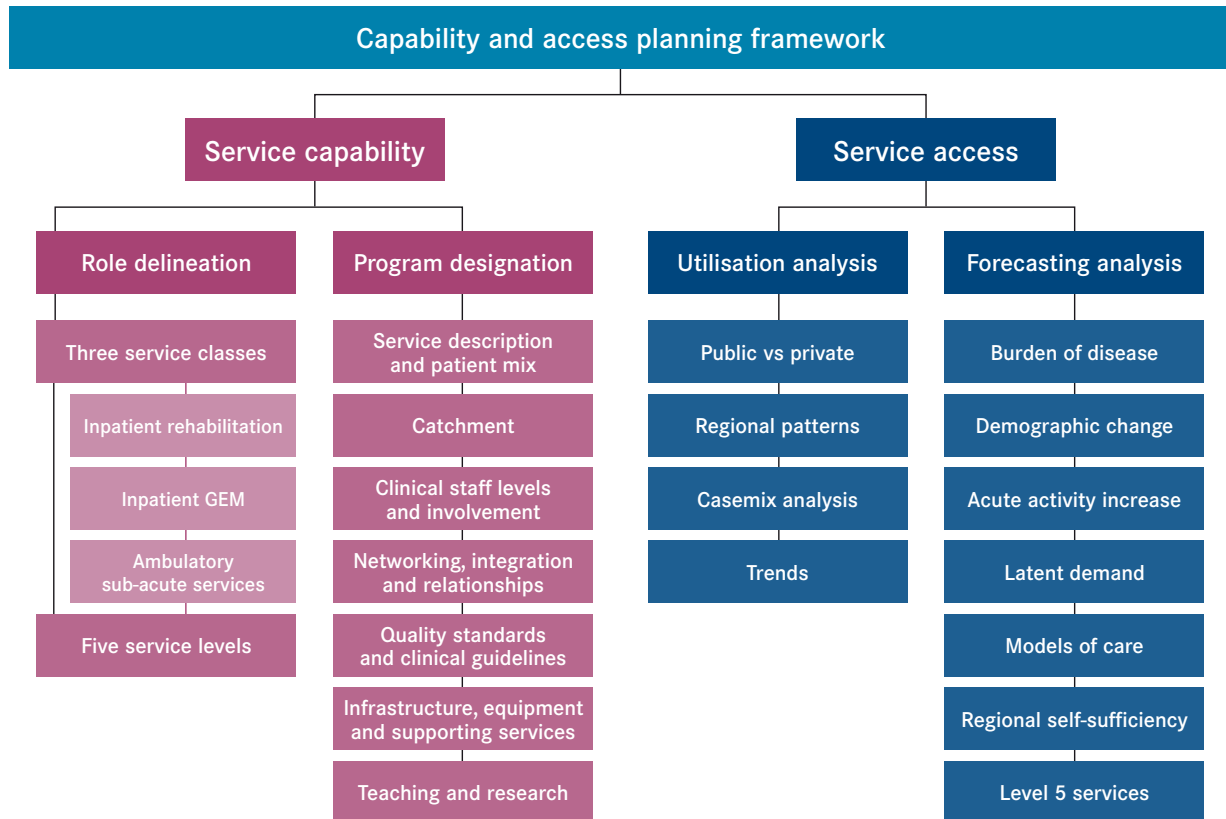 Capability and access planning framework
Service capability
Service access
Role delineation
Program designation
Utilisation analysis
Forecasting analysis
Three service classes
Inpatient rehabilitation
Inpatient GEM
Ambulatory
sub-acute services
Five service levels
Service description
and patient mix
Catchment
Clinical staff levels
and involvement
Networking, integration
and relationships
Quality standards
and clinical guidelines
Infrastructure, equipment
and supporting services
Teaching and research
Public vs private
Regional patterns
Casemix analysis
Trends
Burden of disease
Demographic change
Acute activity increase
Latent demand
Models of care
Regional self-sufficiency
Level 5 services